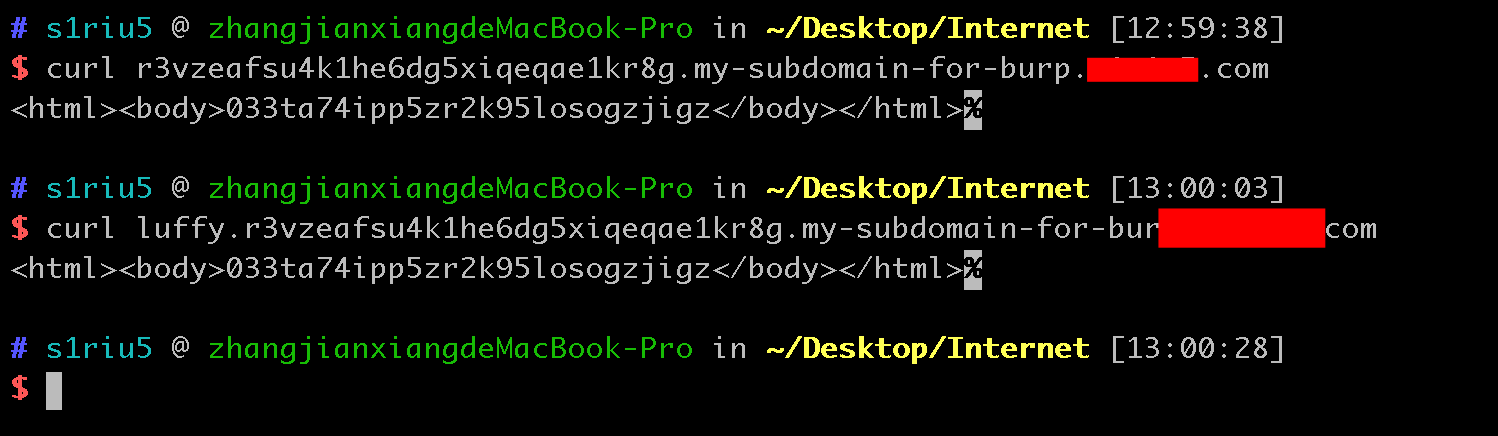 # s1riu5 @ zhangjianxiangdeMacBook-Pro in ~/Desktop/Internet [12:59:38]
$ curl r3vzeafsu4k1he6dg5xiqeqae1kr8g.my-subdomain-for-burp. .com
<html><body>033ta74ipp5zr2k95losogzjigz</body></html>%
# s1riu5 @ zhangjianxiangdeMacBook-Pro in ~/Desktop/Internet [13:00:03]
$ curl luffy.r3vzeafsu4k1he6dg5xiqeqae1kr8g.my-subdomain-for-bur com
<html><body>033ta74ipp5zr2k95losogzjigz</body></html>%
# s1riu5 @ zhangjianxiangdeMacBook-Pro in ~/Desktop/Internet [13:00:28]
$